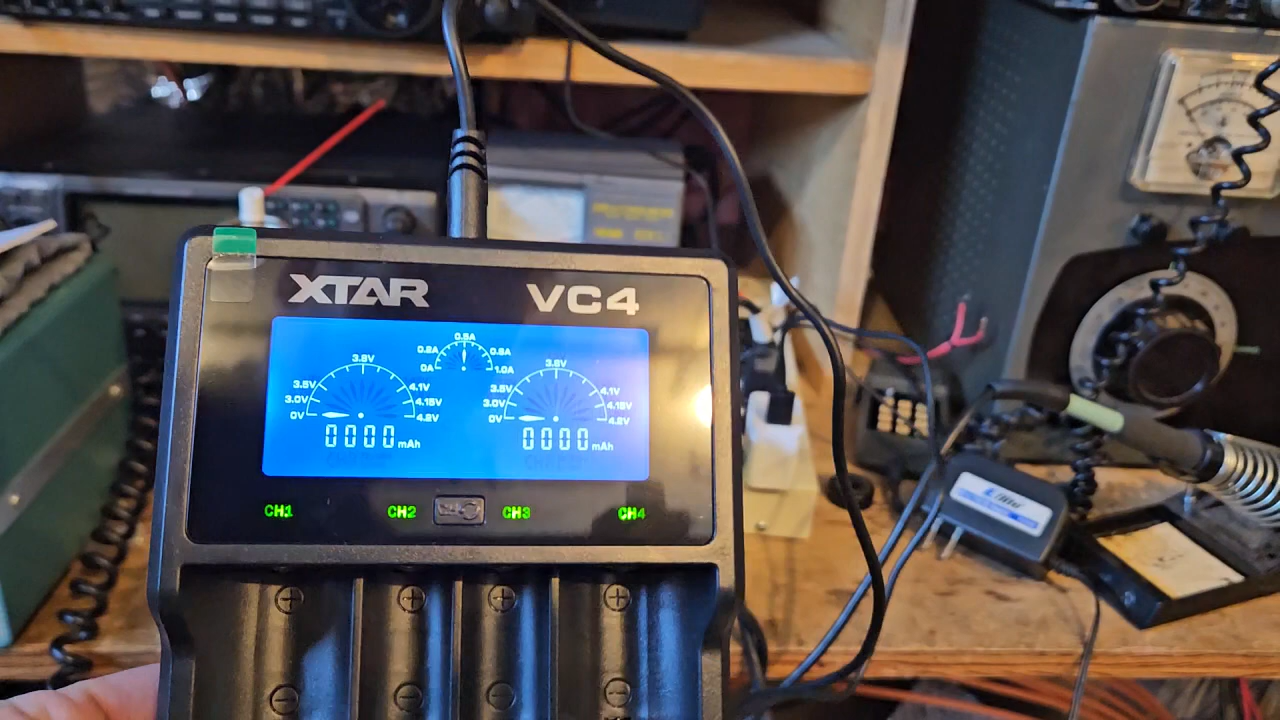 XTAR VC4
0.5A
0.2A 0.8A
0A 1.0A
3.8V 3.8V
3.5V 4.1V 3.5V 4.1V
3.0V 4.15V 3.0V 4.15V
0V 4.2V 0V 4.2V
0000 mAh 0000 mAh
CH1 CH2 CH3 CH4